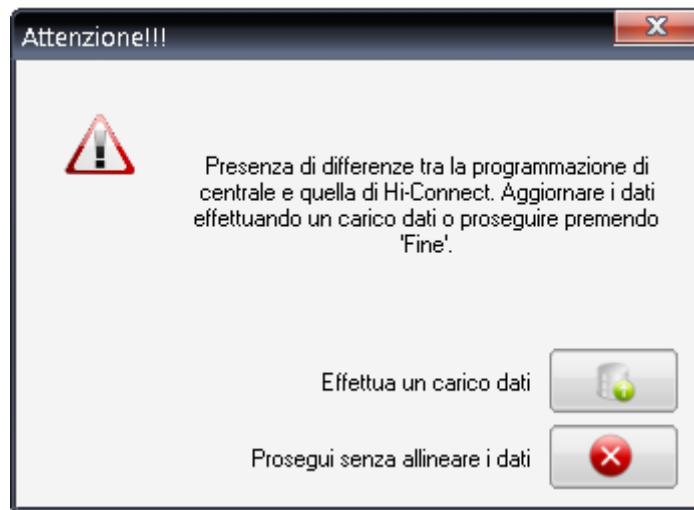 Attenzione!!!
Presenza di differenze tra la programmazione di
centrale e quella di Hi-Connect. Aggiornare i dati
effettuando un carico dati o proseguire premendo
'Fine'.
Effettua un carico dati
Prosegui senza allineare i dati